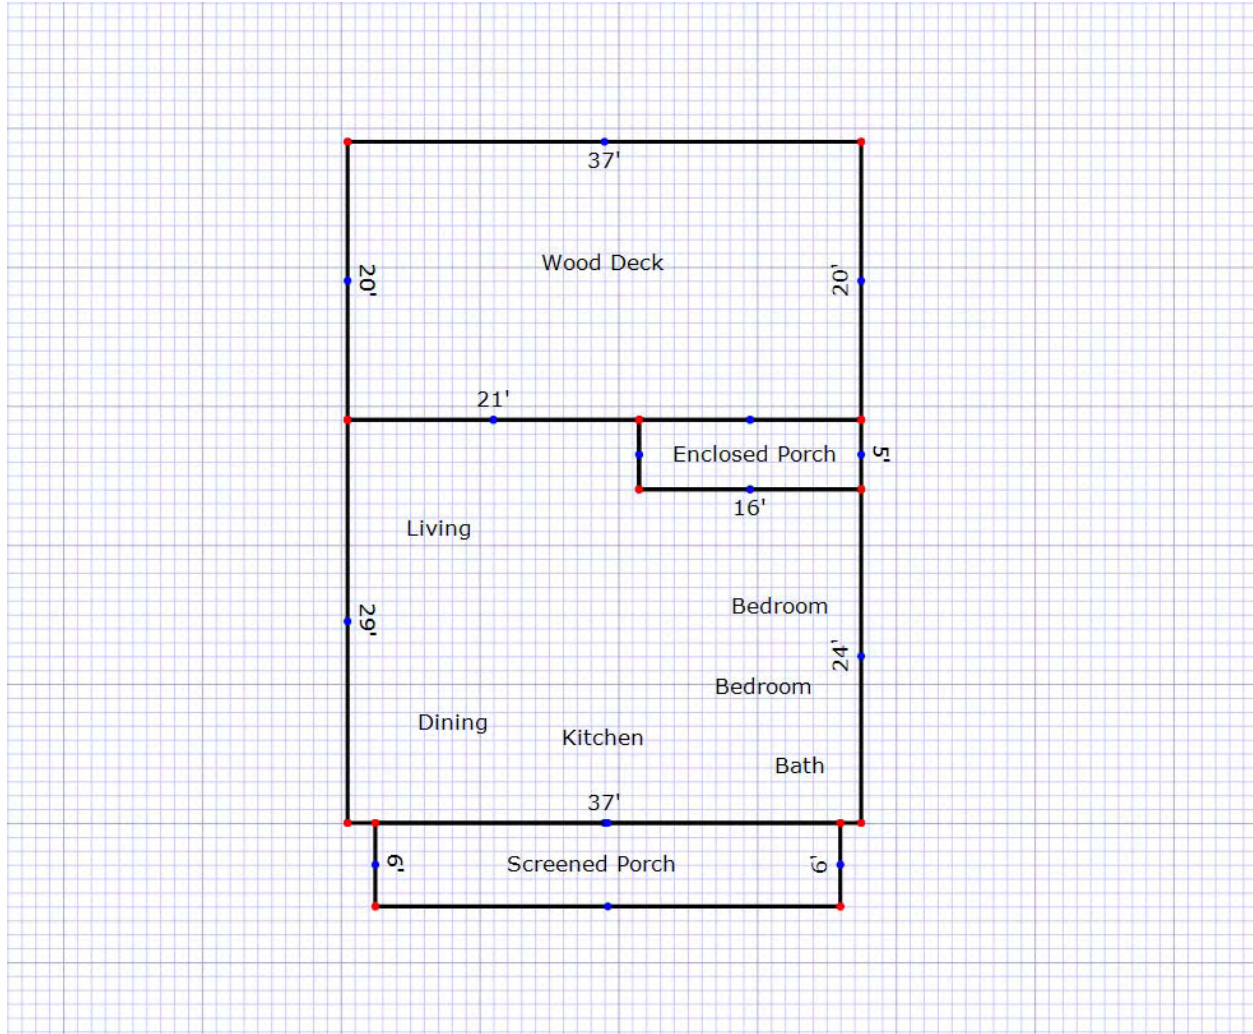 37'
Wood Deck
20'
20'
21'
Enclosed Porch
5'
16'
Living
Bedroom
29'
24'
Bedroom
Dining
Kitchen
Bath
37'
Screened Porch
6'
6'